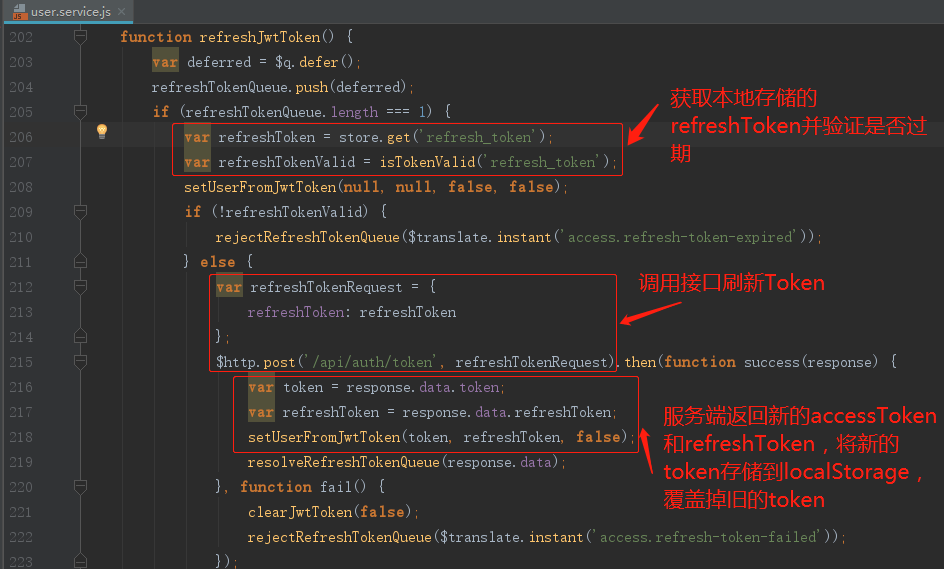 user.service.js
202 function refreshJwtToken() {
203 var deferred = $q.defer();
204 refreshTokenQueue.push(deferred);
205 if (refreshTokenQueue.length === 1) {
206 var refreshToken = store.get('refresh_token');
207 var refreshTokenValid = isTokenValid('refresh_token');
获取本地存储的
refreshToken并验证是否过
期
208 setUserFromJwtToken(null, null, false, false);
209 if (!refreshTokenValid) {
210 rejectRefreshTokenQueue($translate.instant('access.refresh-token-expired'));
211 } else {
212 var refreshTokenRequest = {
213 refreshToken: refreshToken
214 };
215 $http.post('/api/auth/token', refreshTokenRequest).then(function success(response) {
调用接口刷新Token
216 var token = response.data.token;
217 var refreshToken = response.data.refreshToken;
218 setUserFromJwtToken(token, refreshToken, false);
219 resolveRefreshTokenQueue(response.data);
服务端返回新的accessToken
和refreshToken，将新的
token存储到localStorage，
覆盖掉旧的token
220 }, function fail() {
221 clearJwtToken(false);
222 rejectRefreshTokenQueue($translate.instant('access.refresh-token-failed'));
223 });